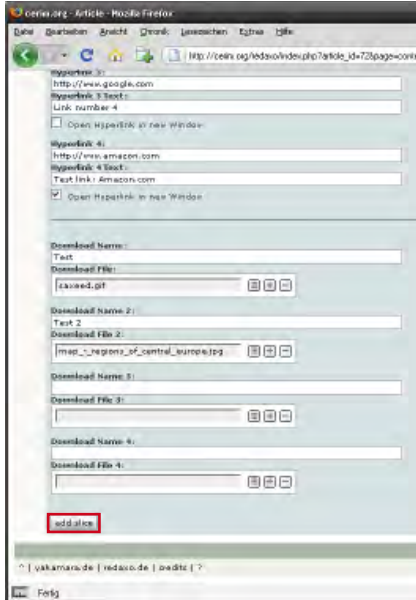 cerim.org - Article - Mozilla Firefox
Datei Bearbeiten Ansicht Chronik Lesezeichen Extras Hilfe
http://cerim.org/redaxo/index.php?article_id=72&page=cont
Hyperlink 3:
http://www.google.com
Hyperlink 3 Text:
Link number 4
Open Hyperlink in new Window
Hyperlink 4:
http://www.amazon.com
Hyperlink 4 Text:
Test link: Amazon.com
Open Hyperlink in new Window
Download Name:
Test
Download File:
Download Name 2:
Test 2
Download File 2:
map_-_regions_of_central_europe.jpg
Download Name 3:
Download File 3:
Download Name 4:
Download File 4:
add slice
^ | yakamara.de | redaxo.de | credits | ?
Fertig